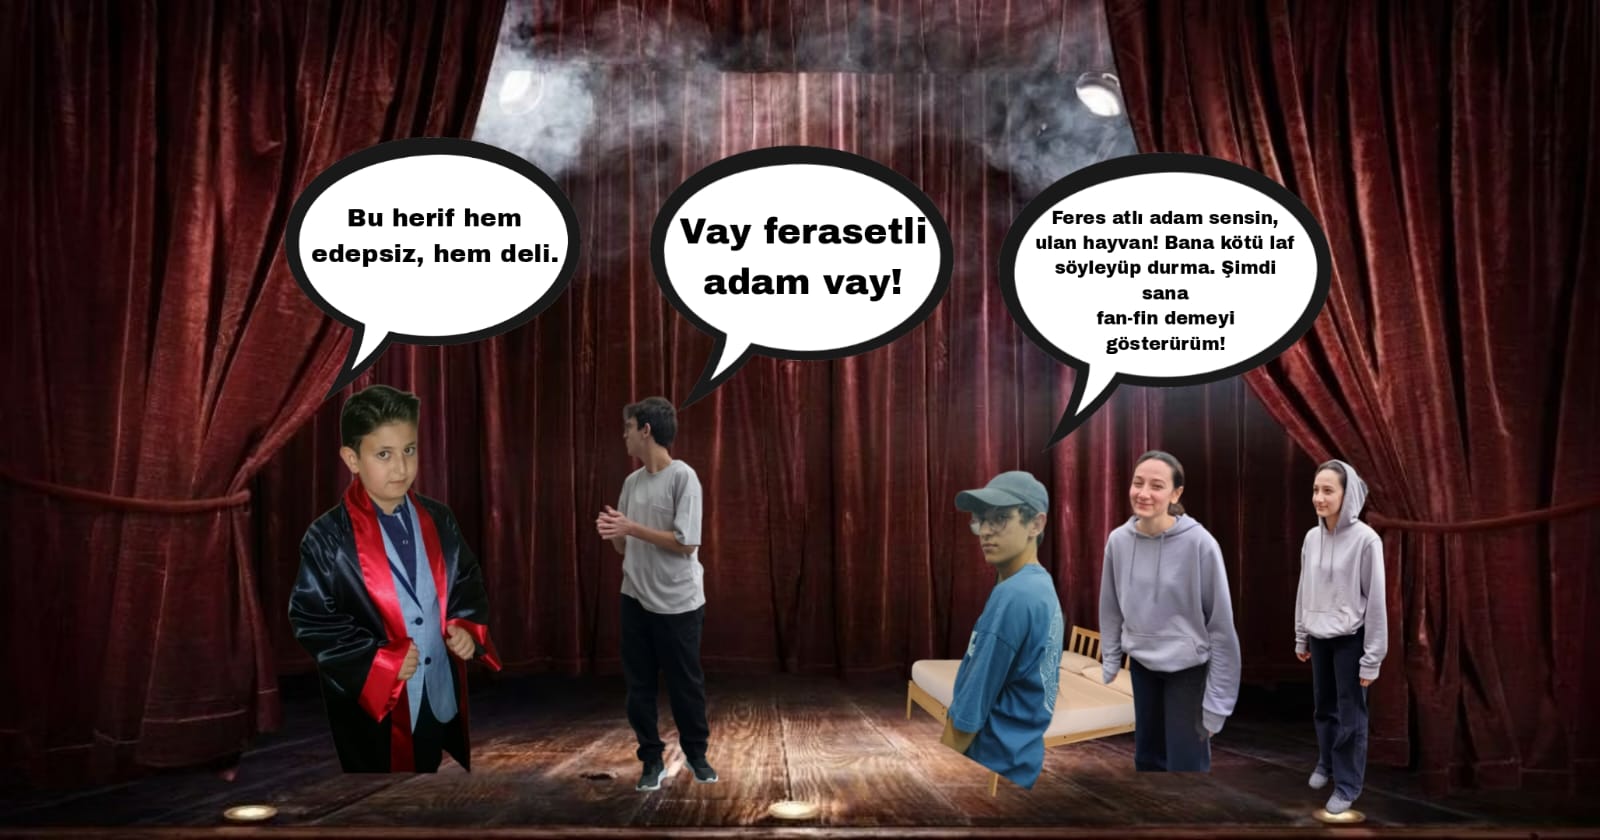 Bu herif hem
edepsiz, hem deli.
Vay ferasetli
adam vay!
Feres atlı adam sensin,
ulan hayvan! Bana kötü laf
söyleyüp durma. Şimdi
sana
fan-fin demeyi
gösterürüm!